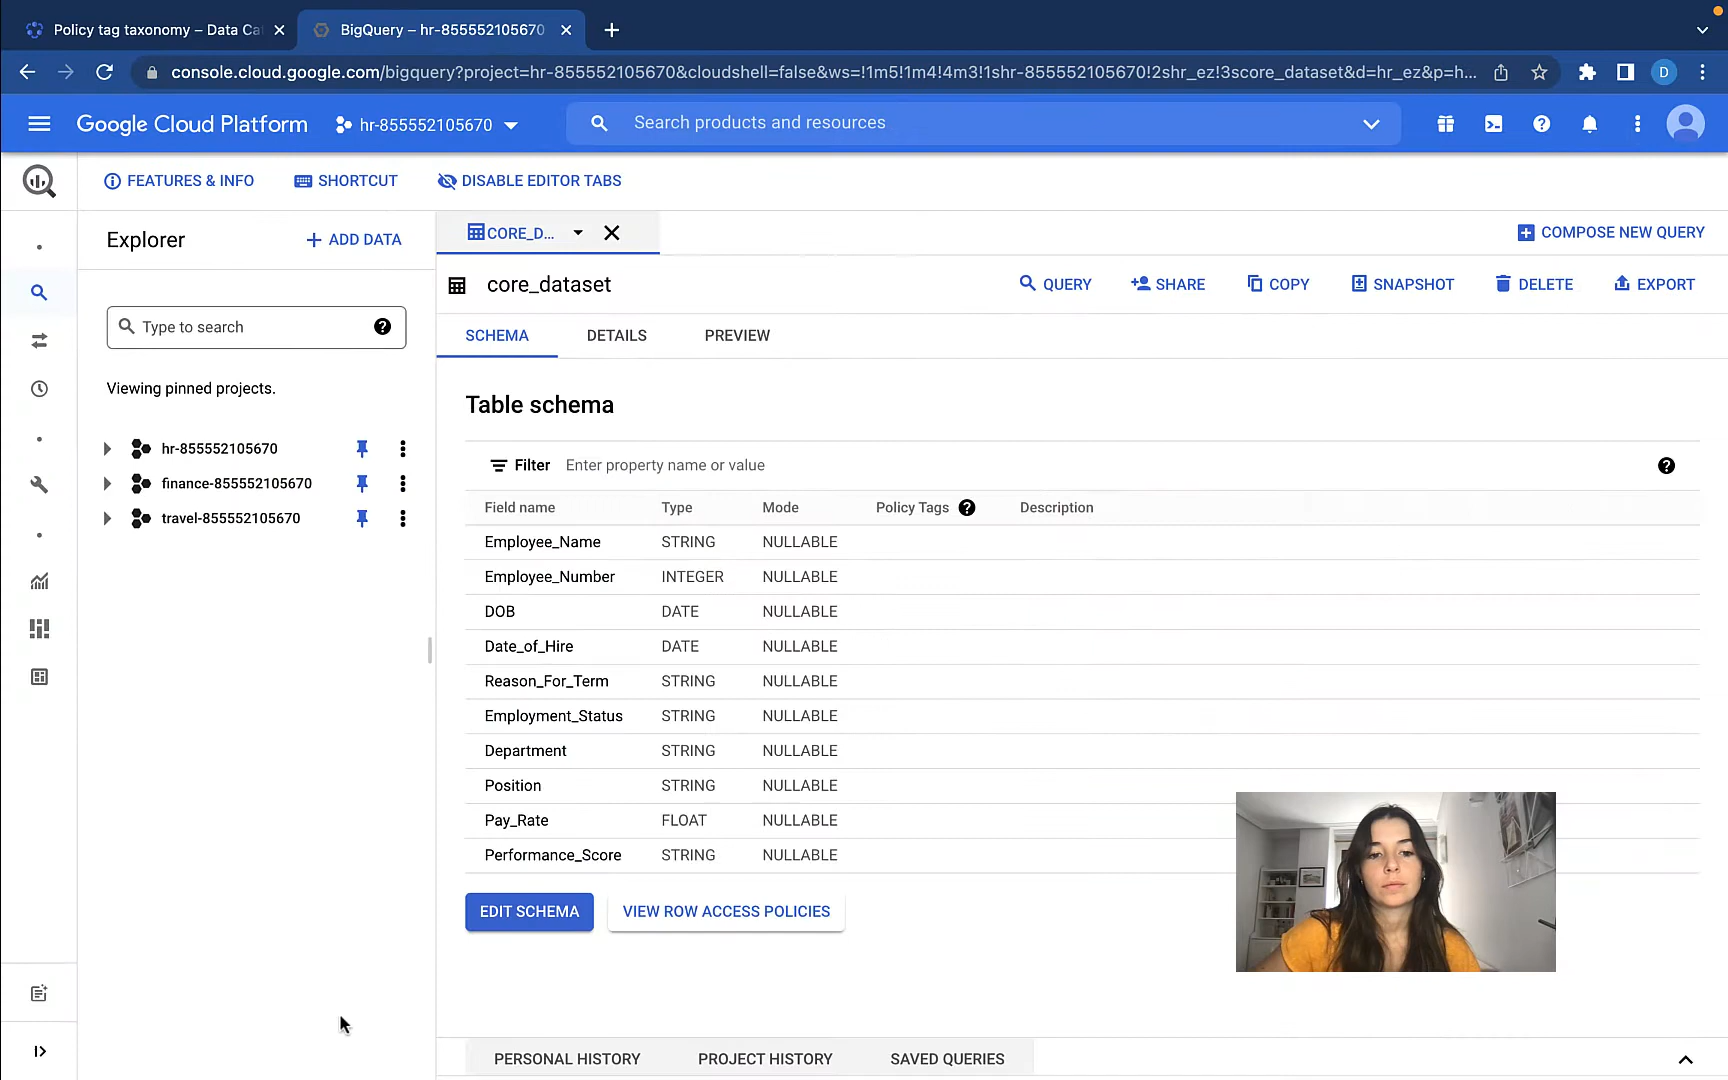 Policy tag taxonomy – Data Ca
BigQuery – hr-855552105670
console.cloud.google.com/bigquery?project=hr-855552105670&cloudshell=false&ws=!1m5!1m4!4m3!1shr-855552105670!2shr_ez!3score_dataset&d=hr_ez&p=h...
D
Google Cloud Platform
hr-855552105670
Search products and resources
FEATURES & INFO
SHORTCUT
DISABLE EDITOR TABS
Explorer
ADD DATA
CORE_D...
COMPOSE NEW QUERY
core_dataset
QUERY
SHARE
COPY
SNAPSHOT
DELETE
EXPORT
Type to search
SCHEMA
DETAILS
PREVIEW
Viewing pinned projects.
hr-855552105670
finance-855552105670
travel-855552105670
Table schema
Filter Enter property name or value
Field name Type Mode Policy Tags Description
Employee_Name STRING NULLABLE
Employee_Number INTEGER NULLABLE
DOB DATE NULLABLE
Date_of_Hire DATE NULLABLE
Reason_For_Term STRING NULLABLE
Employment_Status STRING NULLABLE
Department STRING NULLABLE
Position STRING NULLABLE
Pay_Rate FLOAT NULLABLE
Performance_Score STRING NULLABLE
EDIT SCHEMA
VIEW ROW ACCESS POLICIES
PERSONAL HISTORY
PROJECT HISTORY
SAVED QUERIES